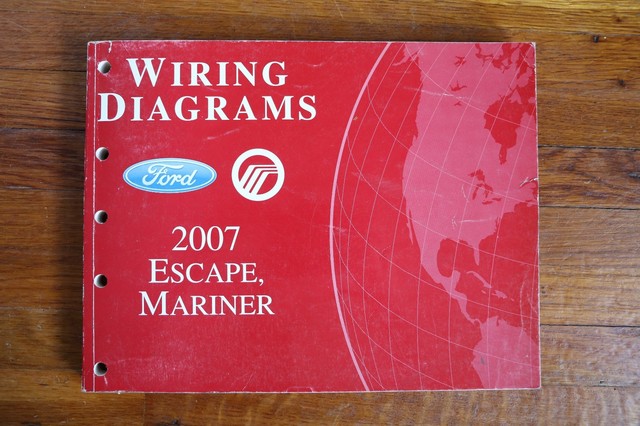 WIRING
DIAGRAMS
Ford
2007
ESCAPE,
MARINER